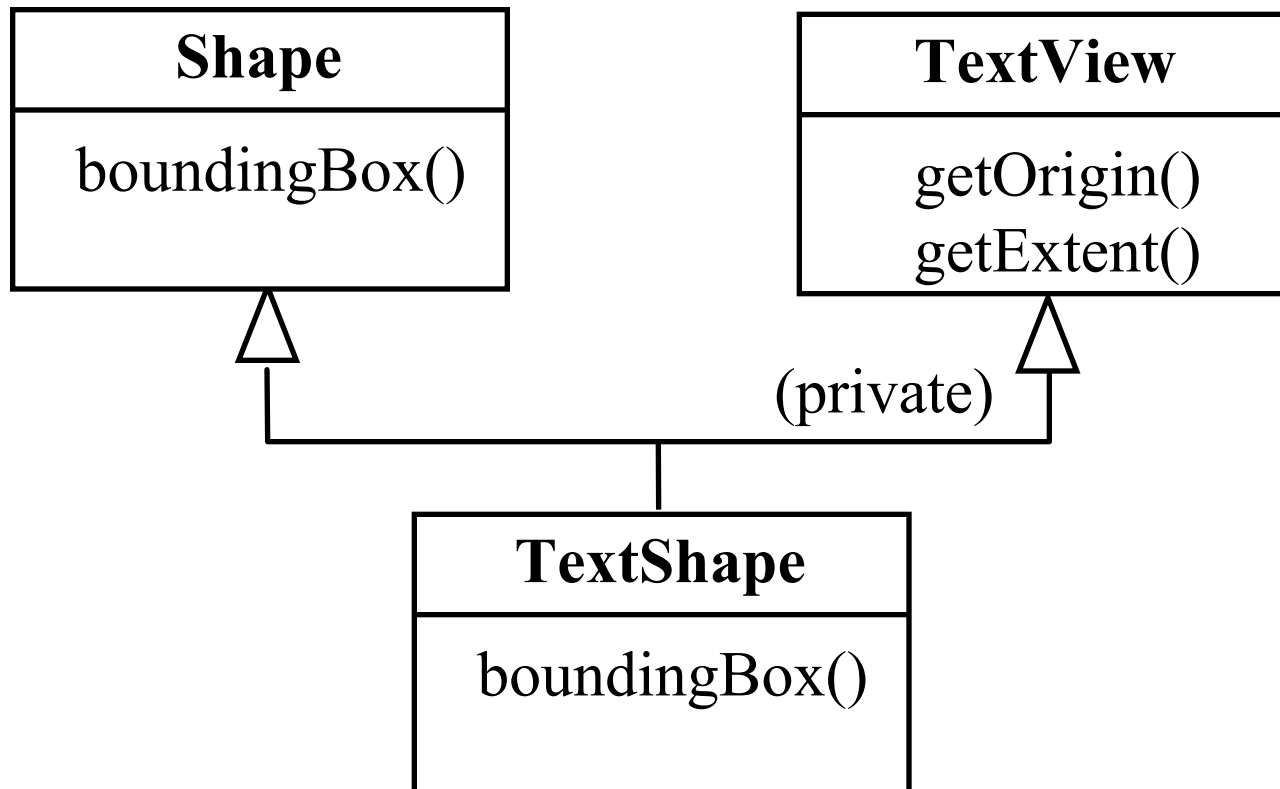 Shape
boundingBox()
TextView
getOrigin()
getExtent()
(private)
TextShape
boundingBox()